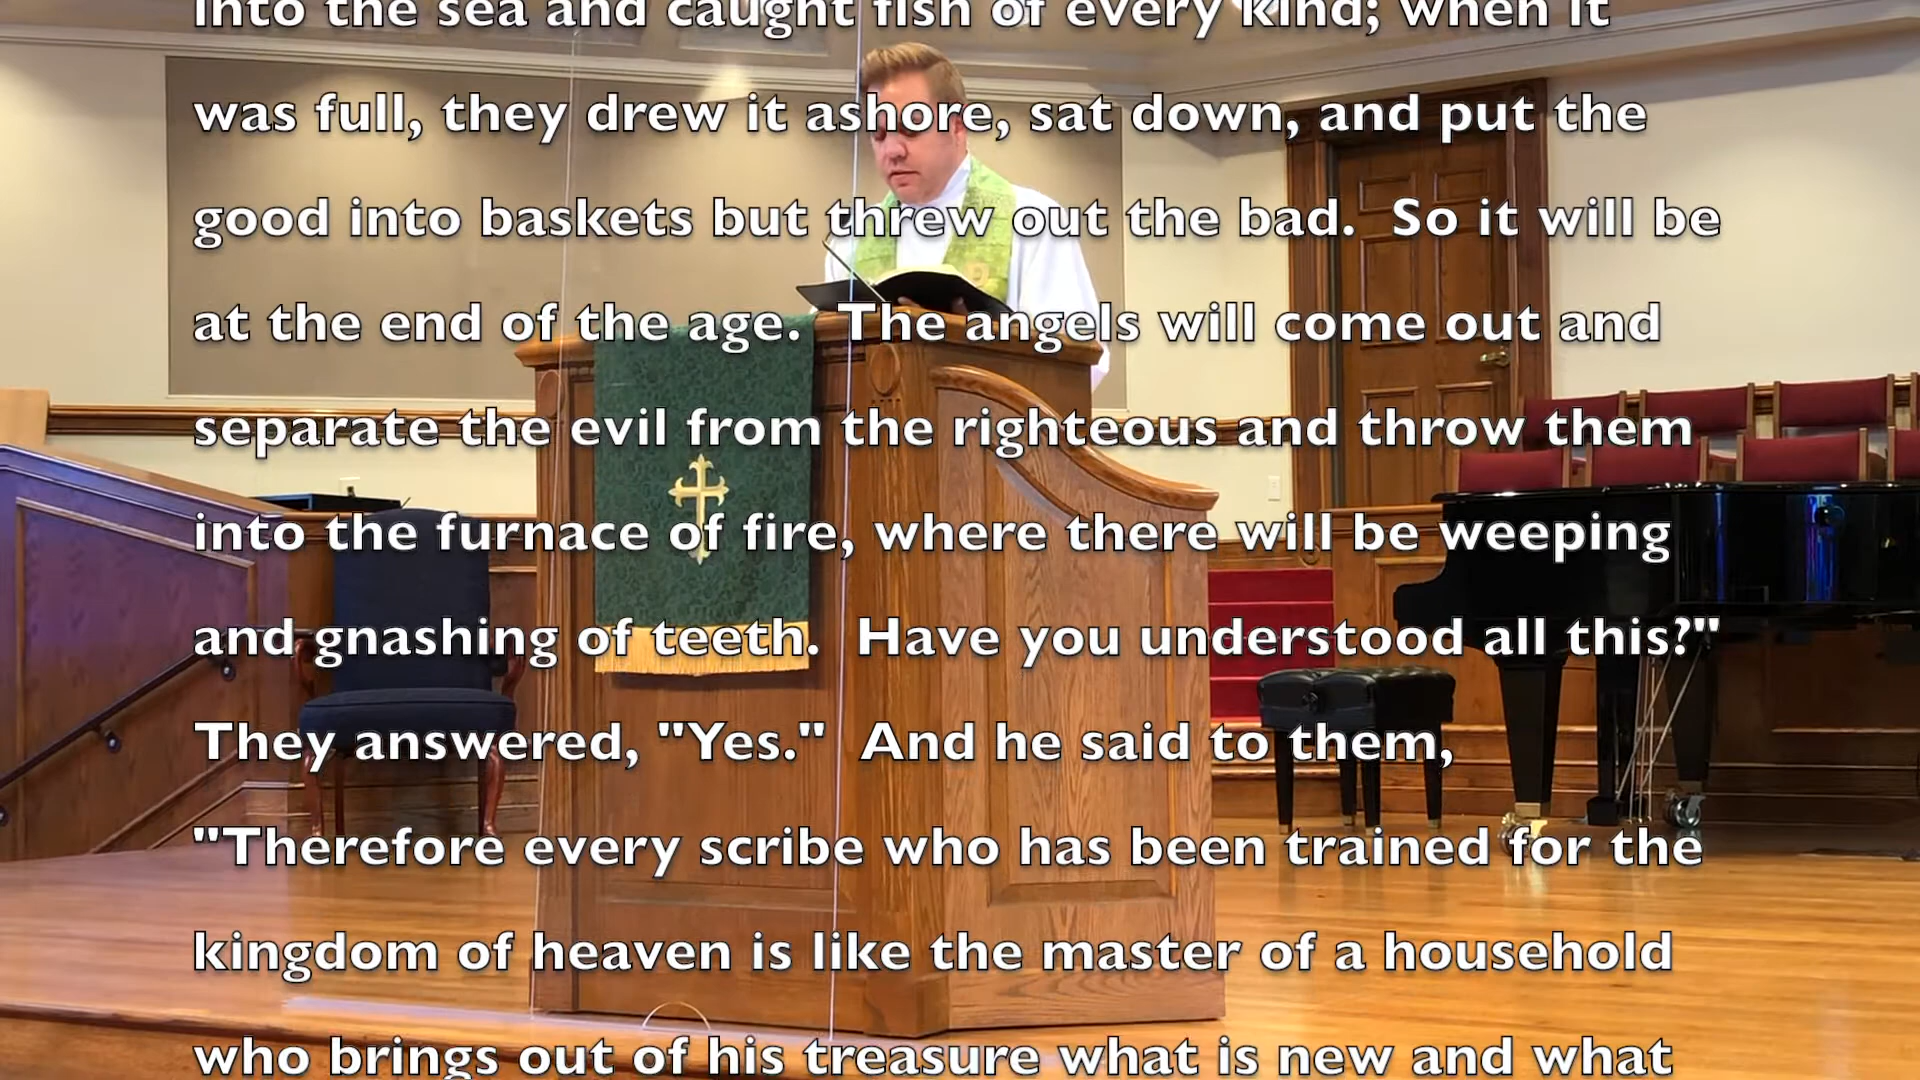 into the sea and caught fish of every kind; when it
was full, they drew it ashore, sat down, and put the
good into baskets but threw out the bad. So it will be
at the end of the age. The angels will come out and
separate the evil from the righteous and throw them
into the furnace of fire, where there will be weeping
and gnashing of teeth. Have you understood all this?"
They answered, "Yes." And he said to them,
"Therefore every scribe who has been trained for the
kingdom of heaven is like the master of a household
who brings out of his treasure what is new and what